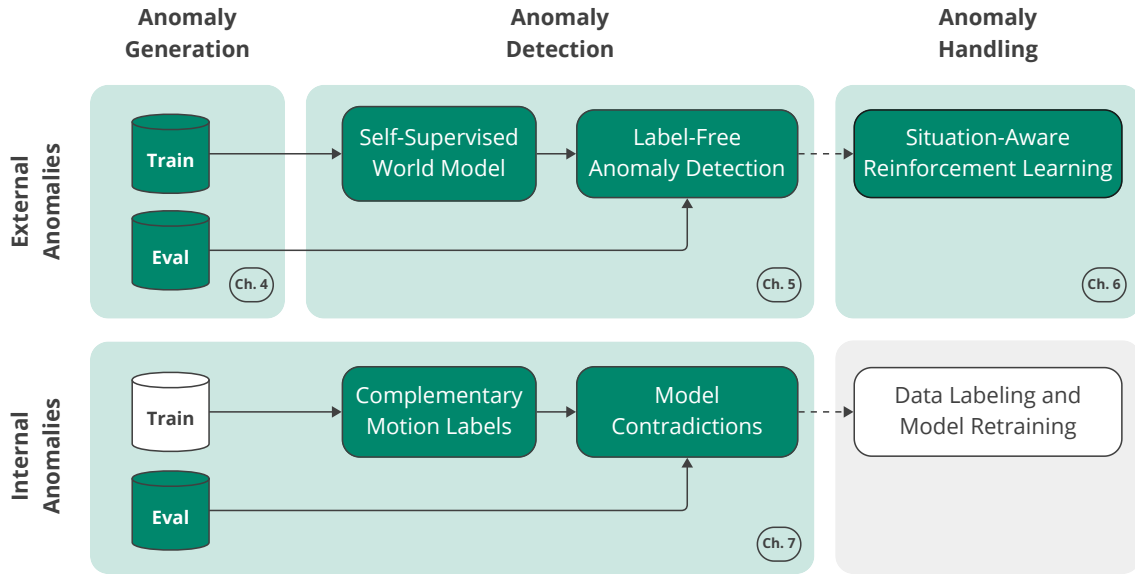 Anomaly
Generation
Anomaly
Detection
Anomaly
Handling
External
Anomalies
Train
Eval
Ch. 4
Self-Supervised
World Model
Label-Free
Anomaly Detection
Ch. 5
Situation-Aware
Reinforcement Learning
Ch. 6
Internal
Anomalies
Train
Eval
Complementary
Motion Labels
Model
Contradictions
Ch. 7
Data Labeling and
Model Retraining